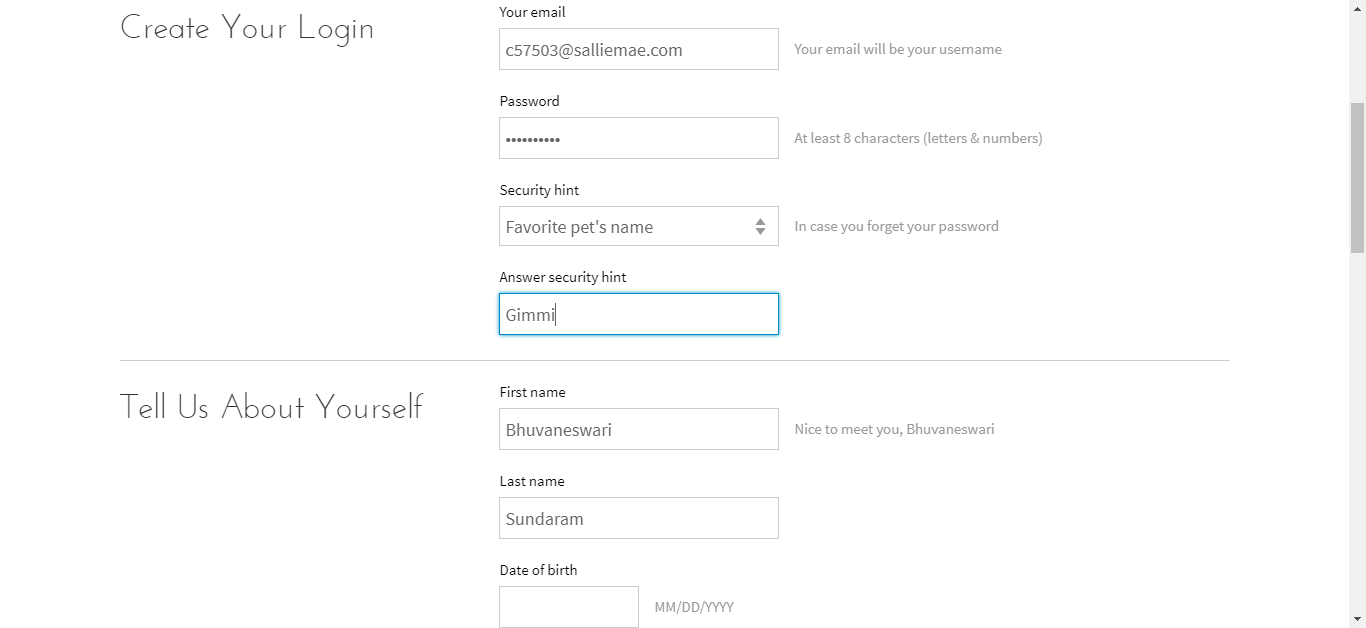 Create Your Login
Your email
c57503@salliemae.com
Your email will be your username
Password
••••••••••
At least 8 characters (letters & numbers)
Security hint
Favorite pet's name
In case you forget your password
Answer security hint
Gimmi
Tell Us About Yourself
First name
Bhuvaneswari
Nice to meet you, Bhuvaneswari
Last name
Sundaram
Date of birth
MM/DD/YYYY